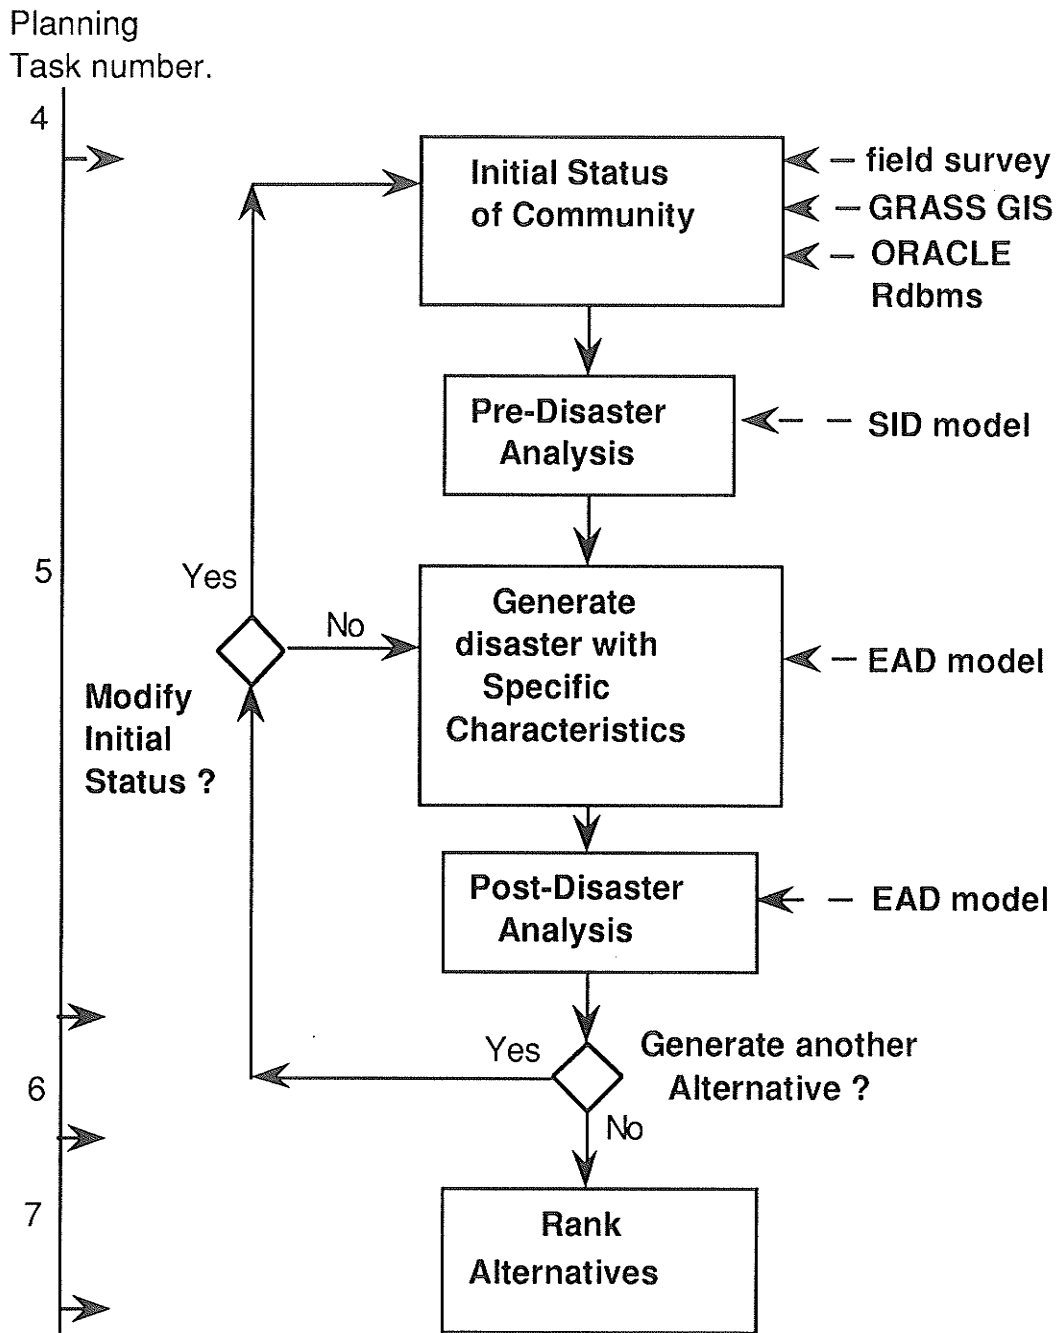 Planning
Task number.
4
Initial Status
of Community
field survey
GRASS GIS
ORACLE
Rdbms
Pre-Disaster
Analysis
SID model
5
Yes
No
Generate
disaster with
Specific
Characteristics
EAD model
Modify
Initial
Status ?
Post-Disaster
Analysis
EAD model
Yes
Generate another
Alternative ?
6
No
7
Rank
Alternatives